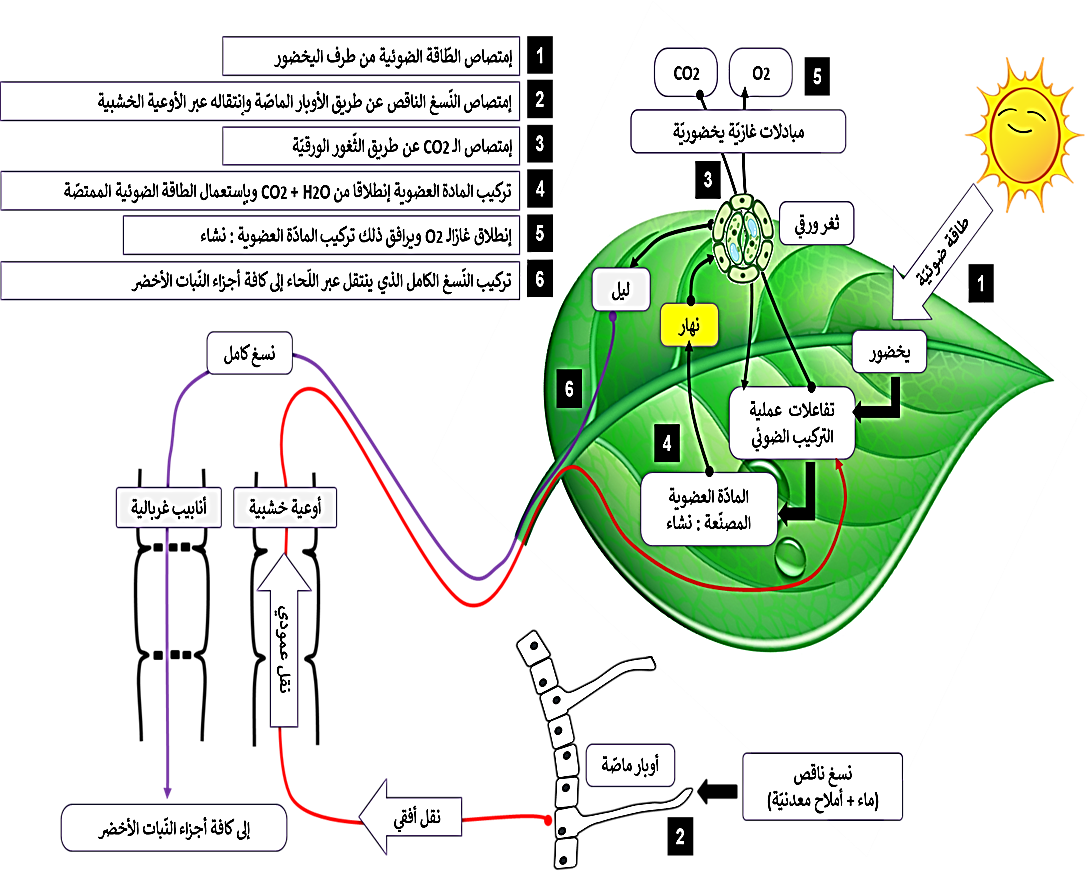 1 إمتصاص الطّاقة الضوئية من طرف اليخضور
2 إمتصاص النّسغ الناقص عن طريق الأوبار الماصّة وإنتقاله عبر الأوعية الخشبية
3 إمتصاص الـ CO2 عن طريق الثّغور الورقيّة
4 تركيب المادة العضوية إنطلاقا من CO2 + H2O وبإستعمال الطاقة الضوئية الممتصّة
5 إنطلاق غازالـ O2 ويرافق ذلك تركيب المادّة العضوية : نشاء
6 تركيب النّسغ الكامل الذي ينتقل عبر اللّحاء إلى كافة أجزاء النّبات الأخضر
CO2
O2
5
مبادلات غازيّة يخضوريّة
3
ثغر ورقي
طاقة ضوئيّة
1
ليل
نهار
يخضور
6
تفاعلات عملية
التركيب الضوئي
4
المادّة العضوية
المصنّعة : نشاء
نسغ كامل
أنابيب غربالية
أوعية خشبية
نقل عمودي
أوبار ماصّة
نسغ ناقص
(ماء + أملاح معدنيّة)
2
نقل أفقي
إلى كافة أجزاء النّبات الأخضر